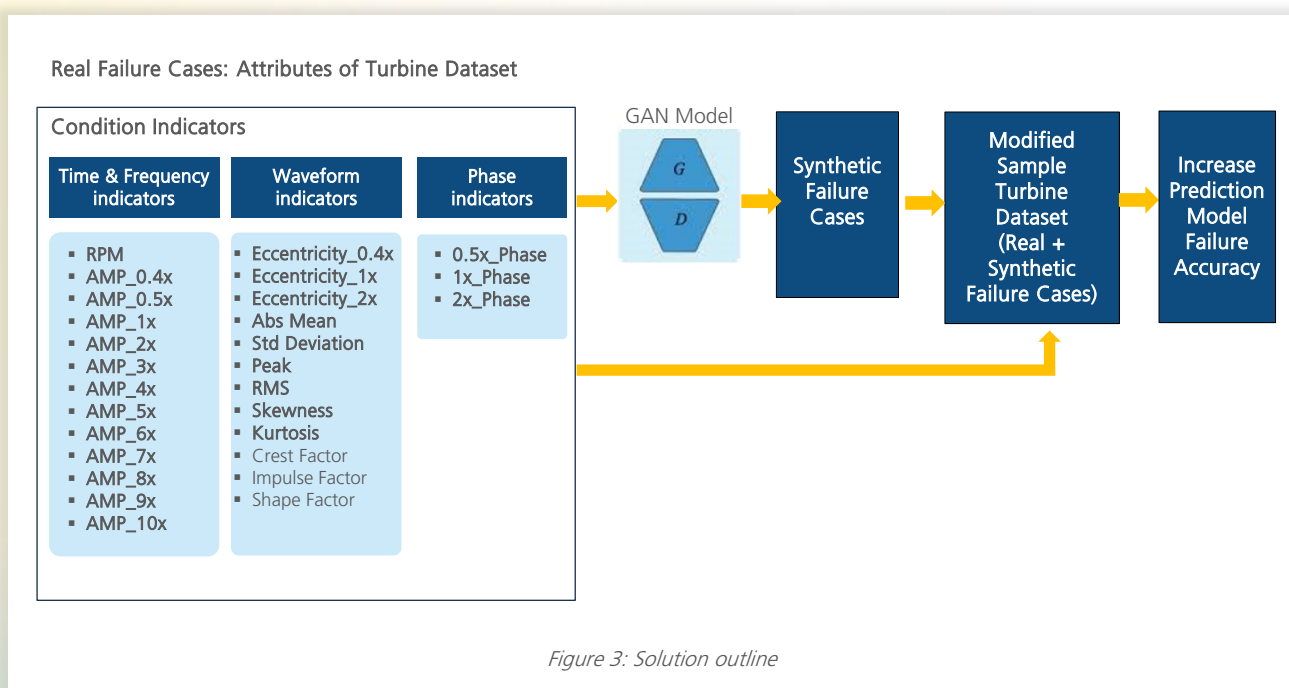 Real Failure Cases: Attributes of Turbine Dataset
Condition Indicators
Time & Frequency
indicators
▪ RPM
▪ AMP_0.4x
▪ AMP_0.5x
▪ AMP_1x
▪ AMP_2x
▪ AMP_3x
▪ AMP_4x
▪ AMP_5x
▪ AMP_6x
▪ AMP_7x
▪ AMP_8x
▪ AMP_9x
▪ AMP_10x
Waveform
indicators
▪ Eccentricity_0.4x
▪ Eccentricity_1x
▪ Eccentricity_2x
▪ Abs Mean
▪ Std Deviation
▪ Peak
▪ RMS
▪ Skewness
▪ Kurtosis
▪ Crest Factor
▪ Impulse Factor
▪ Shape Factor
Phase
indicators
▪ 0.5x_Phase
▪ 1x_Phase
▪ 2x_Phase
GAN Model
G
D
Synthetic
Failure
Cases
Modified
Sample
Turbine
Dataset
(Real +
Synthetic
Failure Cases)
Increase
Prediction
Model
Failure
Accuracy
Figure 3: Solution outline